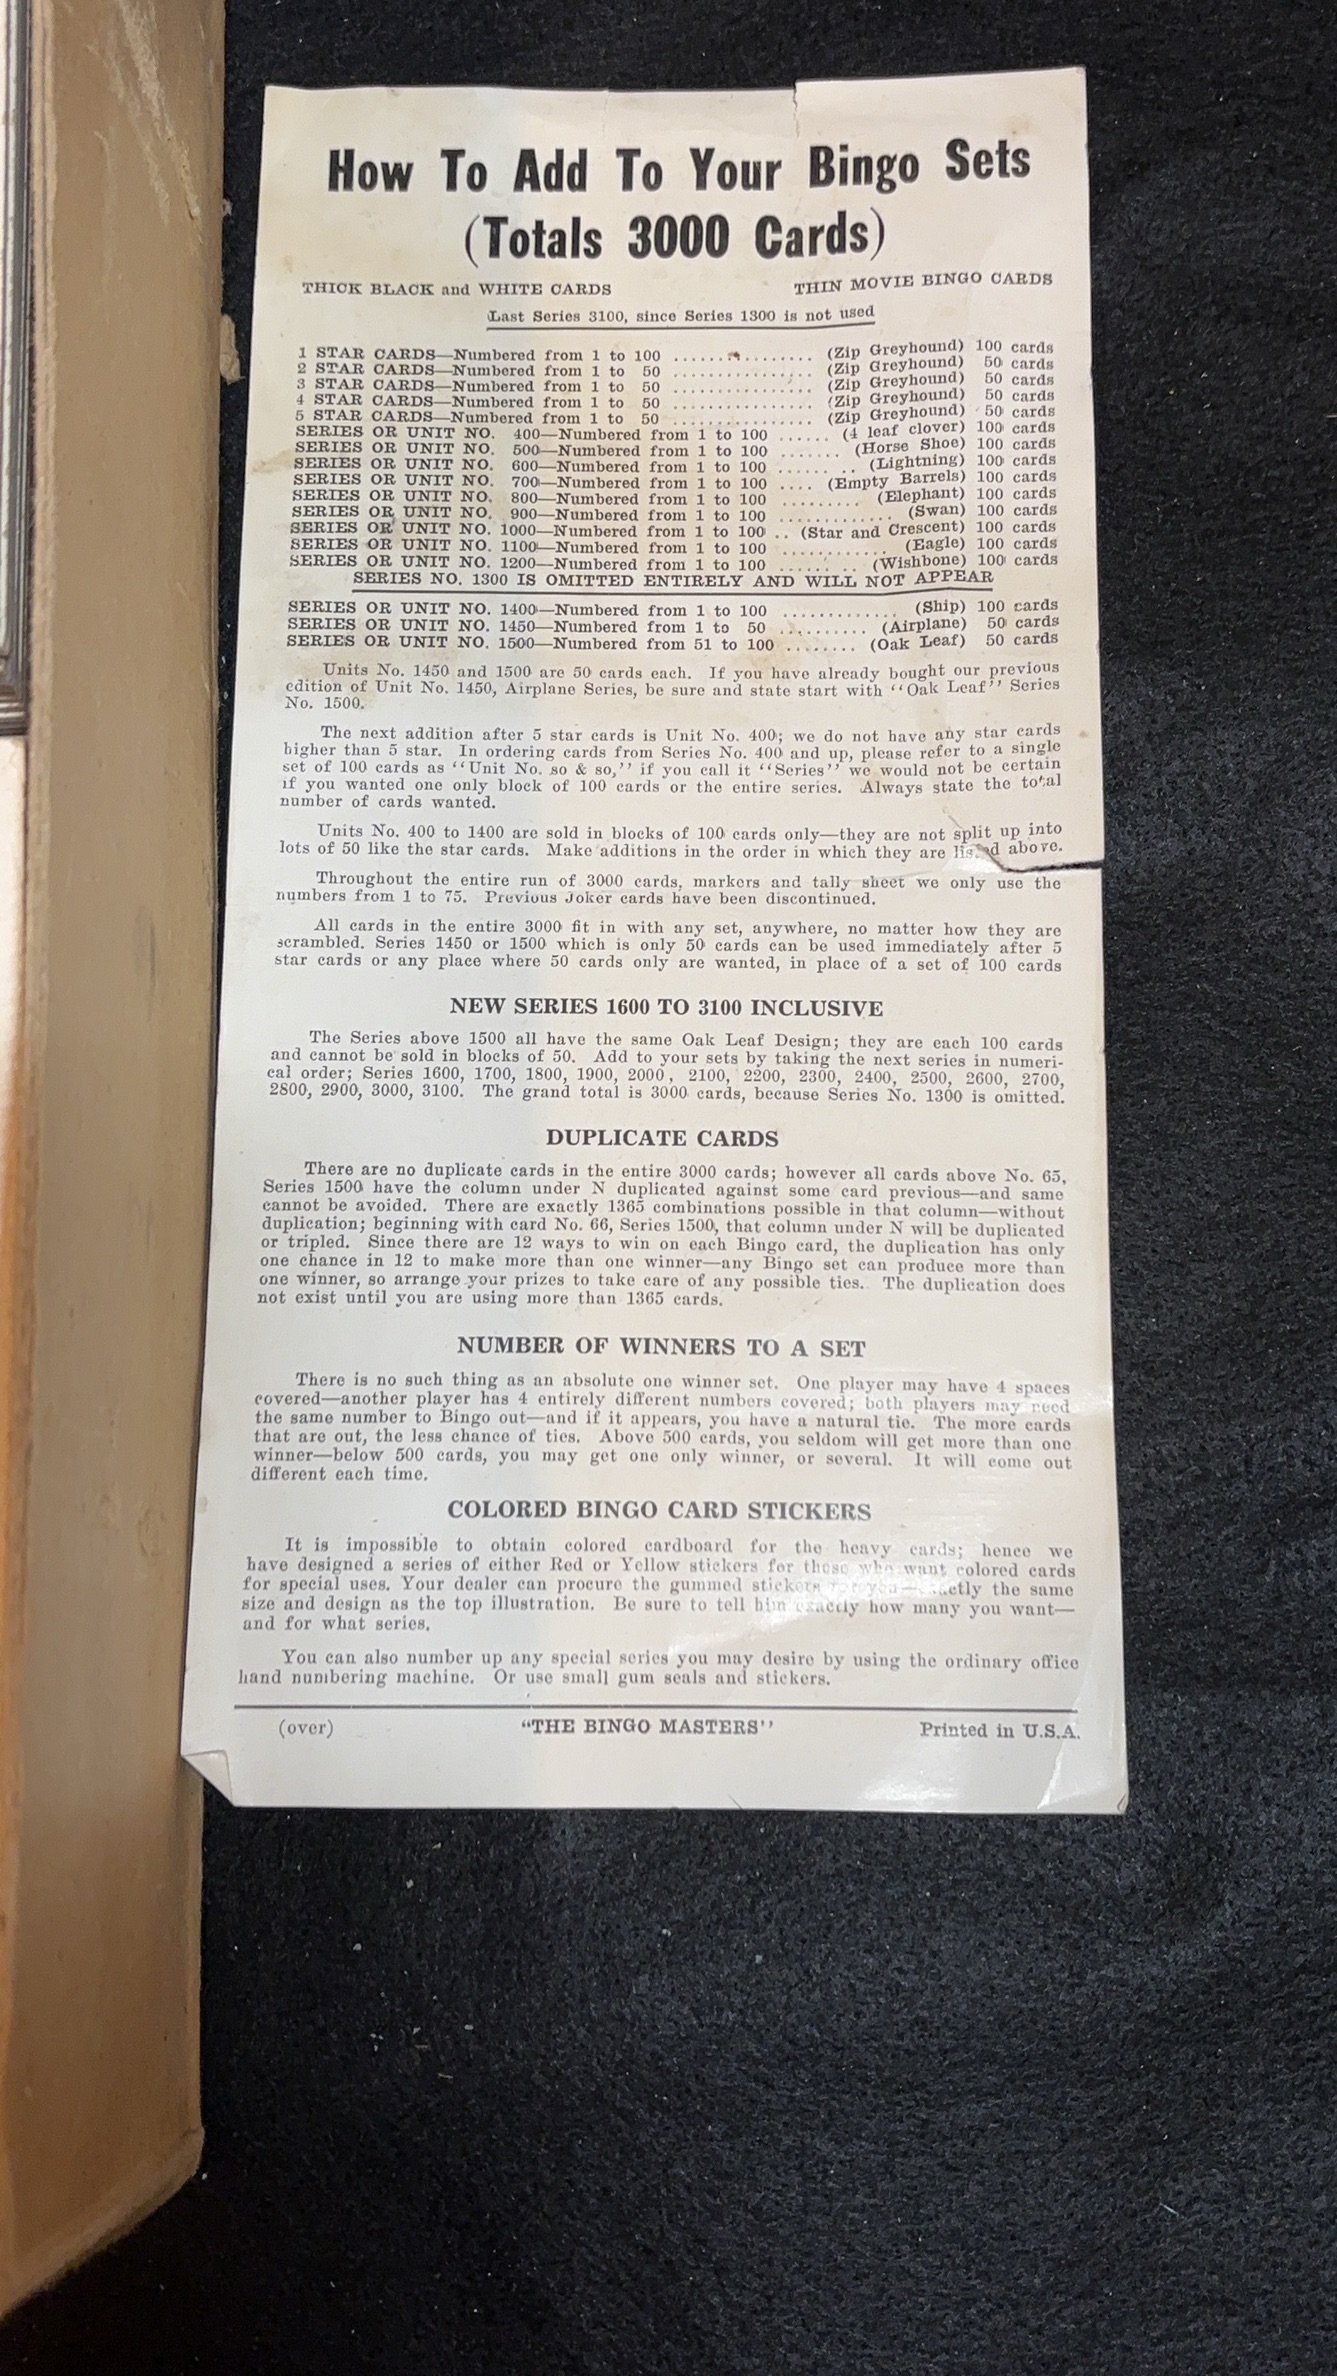 How To Add To Your Bingo Sets
(Totals 3000 Cards)
THICK BLACK and WHITE CARDS THIN MOVIE BINGO CARDS
Last Series 3100, since Series 1300 is not used
1 STAR CARDS—Numbered from 1 to 100 ................ (Zip Greyhound) 100 cards
2 STAR CARDS—Numbered from 1 to 50 ................ (Zip Greyhound) 50 cards
3 STAR CARDS—Numbered from 1 to 50 ................ (Zip Greyhound) 50 cards
4 STAR CARDS—Numbered from 1 to 50 ................ (Zip Greyhound) 50 cards
5 STAR CARDS—Numbered from 1 to 50 ................ (Zip Greyhound) 50 cards
SERIES OR UNIT NO. 400—Numbered from 1 to 100 ...... (4 leaf clover) 100 cards
SERIES OR UNIT NO. 500—Numbered from 1 to 100 ....... (Horse Shoe) 100 cards
SERIES OR UNIT NO. 600—Numbered from 1 to 100 ........ (Lightning) 100 cards
SERIES OR UNIT NO. 700—Numbered from 1 to 100 .... (Empty Barrels) 100 cards
SERIES OR UNIT NO. 800—Numbered from 1 to 100 ......... (Elephant) 100 cards
SERIES OR UNIT NO. 900—Numbered from 1 to 100 ............. (Swan) 100 cards
SERIES OR UNIT NO. 1000—Numbered from 1 to 100 .. (Star and Crescent) 100 cards
SERIES OR UNIT NO. 1100—Numbered from 1 to 100 ............ (Eagle) 100 cards
SERIES OR UNIT NO. 1200—Numbered from 1 to 100 ......... (Wishbone) 100 cards
SERIES NO. 1300 IS OMITTED ENTIRELY AND WILL NOT APPEAR
SERIES OR UNIT NO. 1400—Numbered from 1 to 100 ............. (Ship) 100 cards
SERIES OR UNIT NO. 1450—Numbered from 1 to 50 .......... (Airplane) 50 cards
SERIES OR UNIT NO. 1500—Numbered from 51 to 100 ........ (Oak Leaf) 50 cards
Units No. 1450 and 1500 are 50 cards each. If you have already bought our previous
edition of Unit No. 1450, Airplane Series, be sure and state start with "Oak Leaf" Series
No. 1500.
The next addition after 5 star cards is Unit No. 400; we do not have any star cards
higher than 5 star. In ordering cards from Series No. 400 and up, please refer to a single
set of 100 cards as "Unit No. so & so," if you call it "Series" we would not be certain
if you wanted one only block of 100 cards or the entire series. Always state the total
number of cards wanted.
Units No. 400 to 1400 are sold in blocks of 100 cards only—they are not split up into
lots of 50 like the star cards. Make additions in the order in which they are listed above.
Throughout the entire run of 3000 cards, markers and tally sheet we only use the
numbers from 1 to 75. Previous Joker cards have been discontinued.
All cards in the entire 3000 fit in with any set, anywhere, no matter how they are
scrambled. Series 1450 or 1500 which is only 50 cards can be used immediately after 5
star cards or any place where 50 cards only are wanted, in place of a set of 100 cards
NEW SERIES 1600 TO 3100 INCLUSIVE
The Series above 1500 all have the same Oak Leaf Design; they are each 100 cards
and cannot be sold in blocks of 50. Add to your sets by taking the next series in numeri-
cal order; Series 1600, 1700, 1800, 1900, 2000, 2100, 2200, 2300, 2400, 2500, 2600, 2700,
2800, 2900, 3000, 3100. The grand total is 3000 cards, because Series No. 1300 is omitted.
DUPLICATE CARDS
There are no duplicate cards in the entire 3000 cards; however all cards above No. 65,
Series 1500 have the column under N duplicated against some card previous—and same
cannot be avoided. There are exactly 1365 combinations possible in that column—without
duplication; beginning with card No. 66, Series 1500, that column under N will be duplicated
or tripled. Since there are 12 ways to win on each Bingo card, the duplication has only
one chance in 12 to make more than one winner—any Bingo set can produce more than
one winner, so arrange your prizes to take care of any possible ties. The duplication does
not exist until you are using more than 1365 cards.
NUMBER OF WINNERS TO A SET
There is no such thing as an absolute one winner set. One player may have 4 spaces
covered—another player has 4 entirely different numbers covered; both players may need
the same number to Bingo out—and if it appears, you have a natural tie. The more cards
that are out, the less chance of ties. Above 500 cards, you seldom will get more than one
winner—below 500 cards, you may get one only winner, or several. It will come out
different each time.
COLORED BINGO CARD STICKERS
It is impossible to obtain colored cardboard for the heavy cards; hence we
have designed a series of either Red or Yellow stickers for those who want colored cards
for special uses. Your dealer can procure the gummed stickers for you—exactly the same
size and design as the top illustration. Be sure to tell him exactly how many you want—
and for what series.
You can also number up any special series you may desire by using the ordinary office
hand numbering machine. Or use small gum seals and stickers.
(over) "THE BINGO MASTERS" Printed in U.S.A.